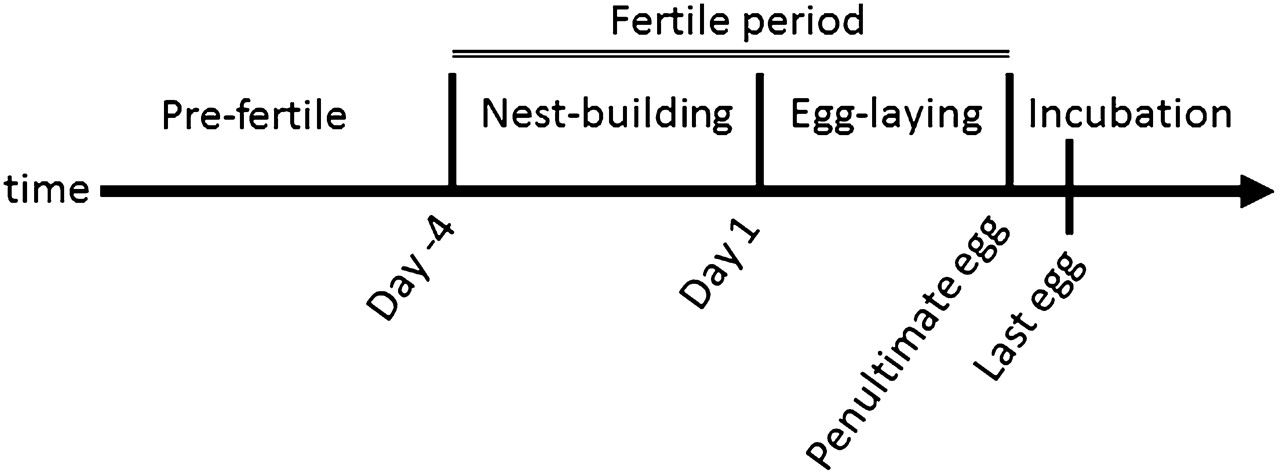 Fertile period
Pre-fertile
Nest-building
Egg-laying
Incubation
time
Day -4
Day 1
Penultimate egg
Last egg